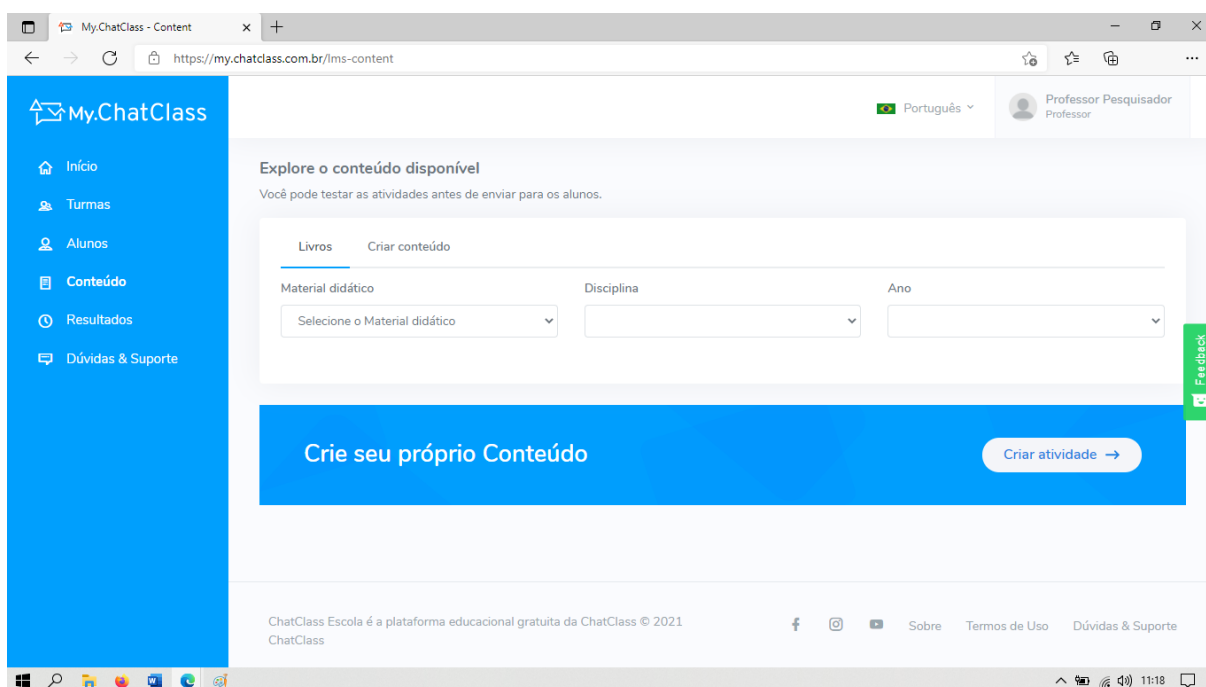 My.ChatClass - Content
https://my.chatclass.com.br/lms-content
My.ChatClass
Português
Professor Pesquisador
Professor
Início
Turmas
Alunos
Conteúdo
Resultados
Dúvidas & Suporte
Explore o conteúdo disponível
Você pode testar as atividades antes de enviar para os alunos.
Livros Criar conteúdo
Material didático Disciplina Ano
Selecione o Material didático
Feedback
Crie seu próprio Conteúdo
Criar atividade →
ChatClass Escola é a plataforma educacional gratuita da ChatClass © 2021
ChatClass
Sobre Termos de Uso Dúvidas & Suporte
11:18